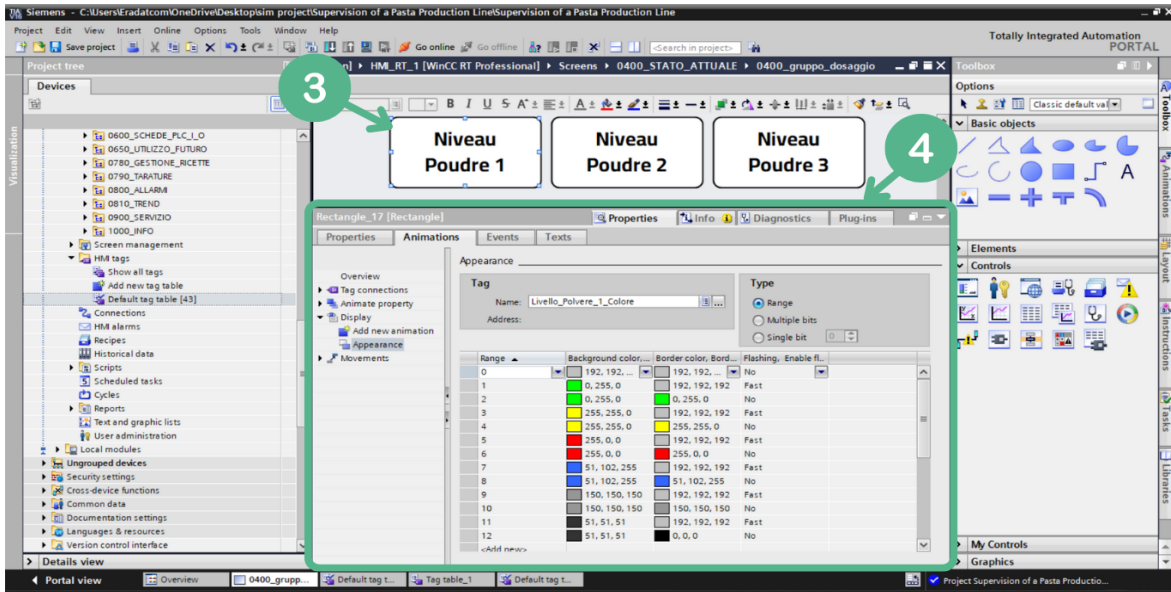 Siemens - C:\Users\Eradatcom\OneDrive\Desktop\sim project\Supervision of a Pasta Production Line\Supervision of a Pasta Production Line
Project Edit View Insert Online Options Tools Window Help
Totally Integrated Automation
PORTAL
Save project Go online Go offline <Search in project>
Project tree
HMI_RT_1 [WinCC RT Professional] Screens 0400_STATO_ATTUALE 0400_gruppo_dosaggio
Toolbox
Devices
Options
Classic default val
B I U S A
Basic objects
3
4
Niveau
Poudre 1
Niveau
Poudre 2
Niveau
Poudre 3
0600_SCHEDE_PLC_I_O
0650_UTILIZZO_FUTURO
0780_GESTIONE_RICETTE
0790_TARATURE
0800_ALLARMI
0810_TREND
0900_SERVIZIO
1000_INFO
Screen management
HMI tags
Show all tags
Add new tag table
Default tag table [43]
Connections
HMI alarms
Recipes
Historical data
Scripts
Scheduled tasks
Cycles
Reports
Text and graphic lists
User administration
Local modules
Ungrouped devices
Security settings
Cross-device functions
Common data
Documentation settings
Languages & resources
Version control interface
Details view
Visualization
Rectangle_17 [Rectangle]
Properties Info Diagnostics Plug-ins
Properties Animations Events Texts
Overview
Tag connections
Animate property
Display
Add new animation
Appearance
Movements
Appearance
Tag
Name: Livello_Polvere_1_Colore
Address:
Type
Range
Multiple bits
Single bit 0
Range Background color,... Border color, Bord... Flashing, Enable fl...
0 192, 192, ... 192, 192, ... No
1 0, 255, 0 192, 192, 192 Fast
2 0, 255, 0 0, 255, 0 No
3 255, 255, 0 192, 192, 192 Fast
4 255, 255, 0 255, 255, 0 No
5 255, 0, 0 192, 192, 192 Fast
6 255, 0, 0 255, 0, 0 No
7 51, 102, 255 192, 192, 192 Fast
8 51, 102, 255 51, 102, 255 No
9 150, 150, 150 192, 192, 192 Fast
10 150, 150, 150 150, 150, 150 No
11 51, 51, 51 192, 192, 192 Fast
12 51, 51, 51 0, 0, 0 No
<Add new>
Elements
Controls
My Controls
Graphics
Toolbox
Animations
Layout
Instructions
Tasks
Libraries
Portal view Overview 0400_grupp... Default tag t... Tag table_1 Default tag t... Project Supervision of a Pasta Productio...